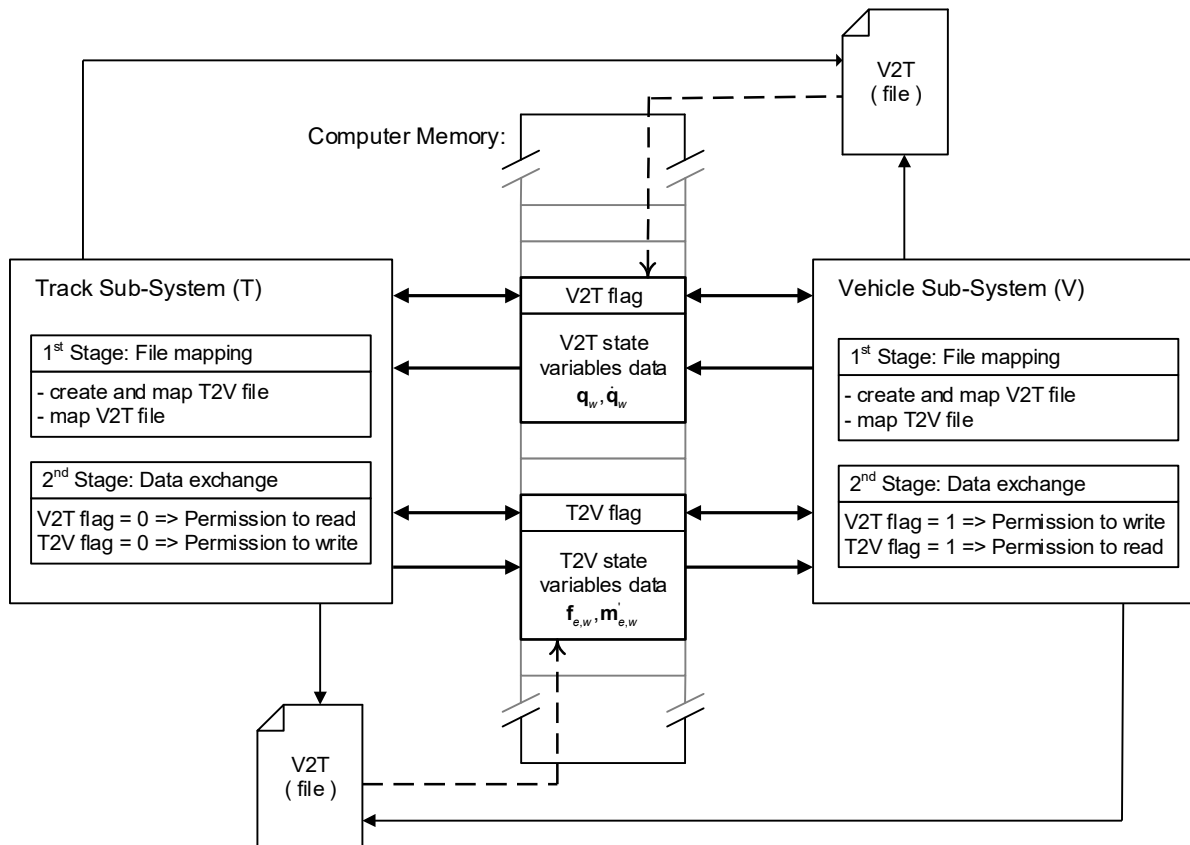 V2T
( file )
Computer Memory:
Track Sub-System (T)
1st Stage: File mapping
- create and map T2V file
- map V2T file
2nd Stage: Data exchange
V2T flag = 0 => Permission to read
T2V flag = 0 => Permission to write
V2T flag
V2T state
variables data
q_w, q̇_w
T2V flag
T2V state
variables data
f_e,w, m'_e,w
Vehicle Sub-System (V)
1st Stage: File mapping
- create and map V2T file
- map T2V file
2nd Stage: Data exchange
V2T flag = 1 => Permission to write
T2V flag = 1 => Permission to read
V2T
( file )